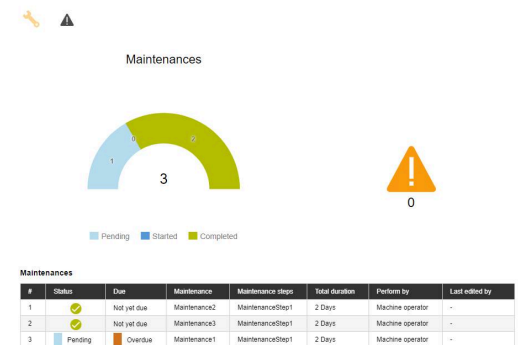 Maintenances
0
2
1
3
0
Pending Started Completed
Maintenances
# Status Due Maintenance Maintenance steps Total duration Perform by Last edited by
1 Not yet due Maintenance2 MaintenanceStep1 2 Days Machine operator -
2 Not yet due Maintenance3 MaintenanceStep1 2 Days Machine operator -
3 Pending Overdue Maintenance1 MaintenanceStep1 2 Days Machine operator -